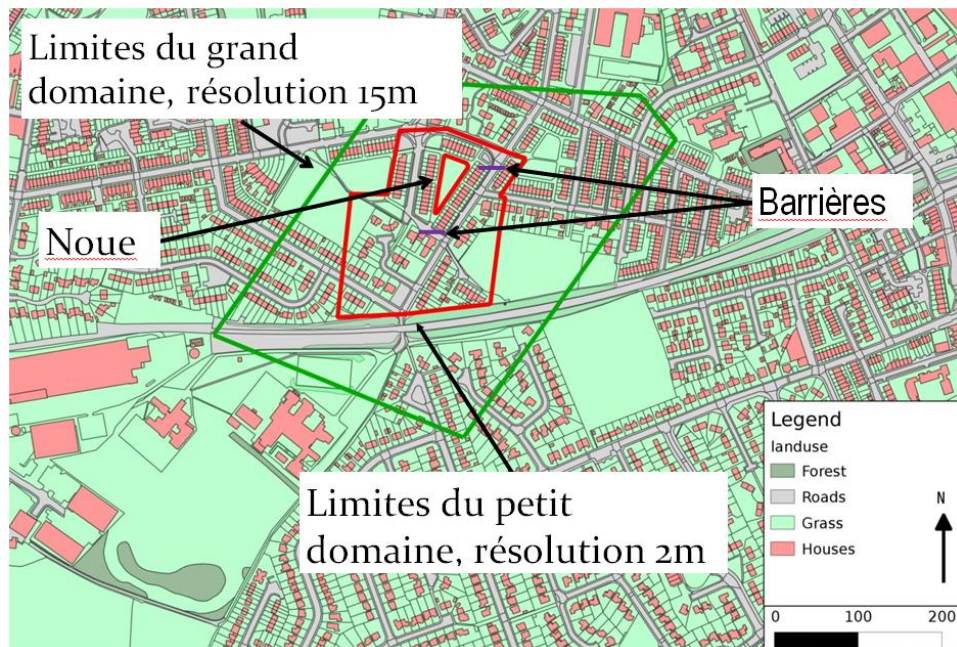 Limites du grand
domaine, résolution 15m
Noue
Barrières
Limites du petit
domaine, résolution 2m
Legend
landuse
Forest
Roads
Grass
Houses
N
0 100 200